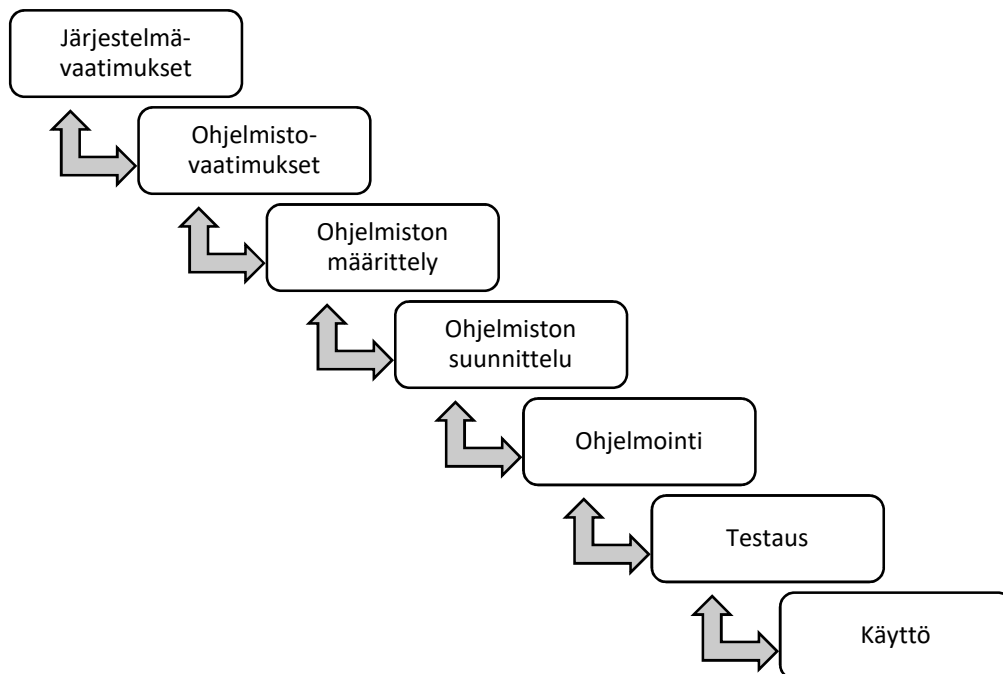 Järjestelmä-
vaatimukset
Ohjelmisto-
vaatimukset
Ohjelmiston
määrittely
Ohjelmiston
suunnittelu
Ohjelmointi
Testaus
Käyttö